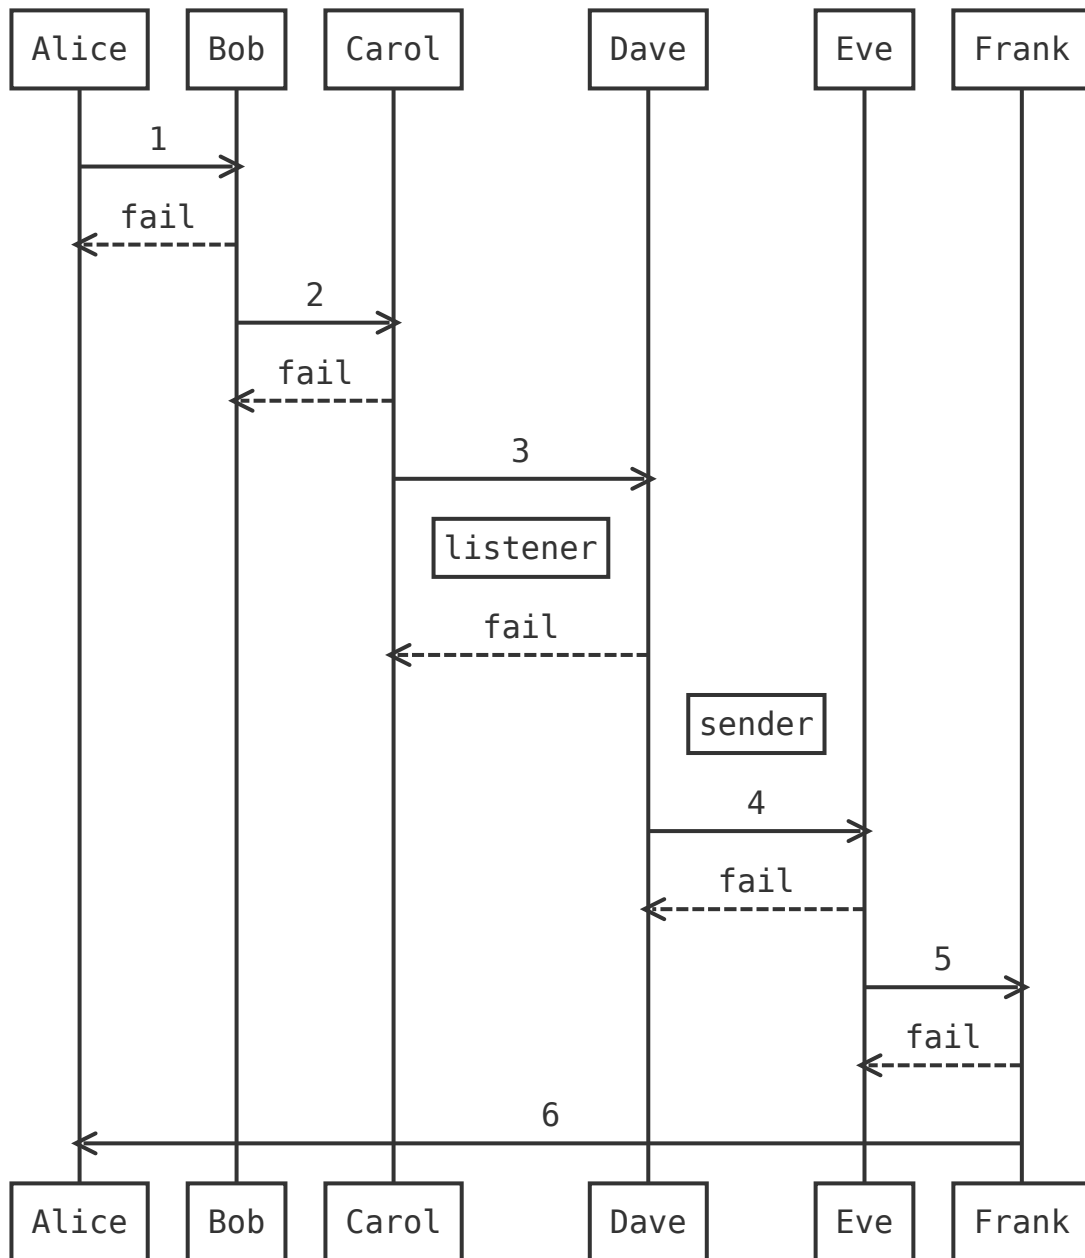 Alice Bob Carol Dave Eve Frank
1
fail
2
fail
3
listener
fail
sender
4
fail
5
fail
6
Alice Bob Carol Dave Eve Frank